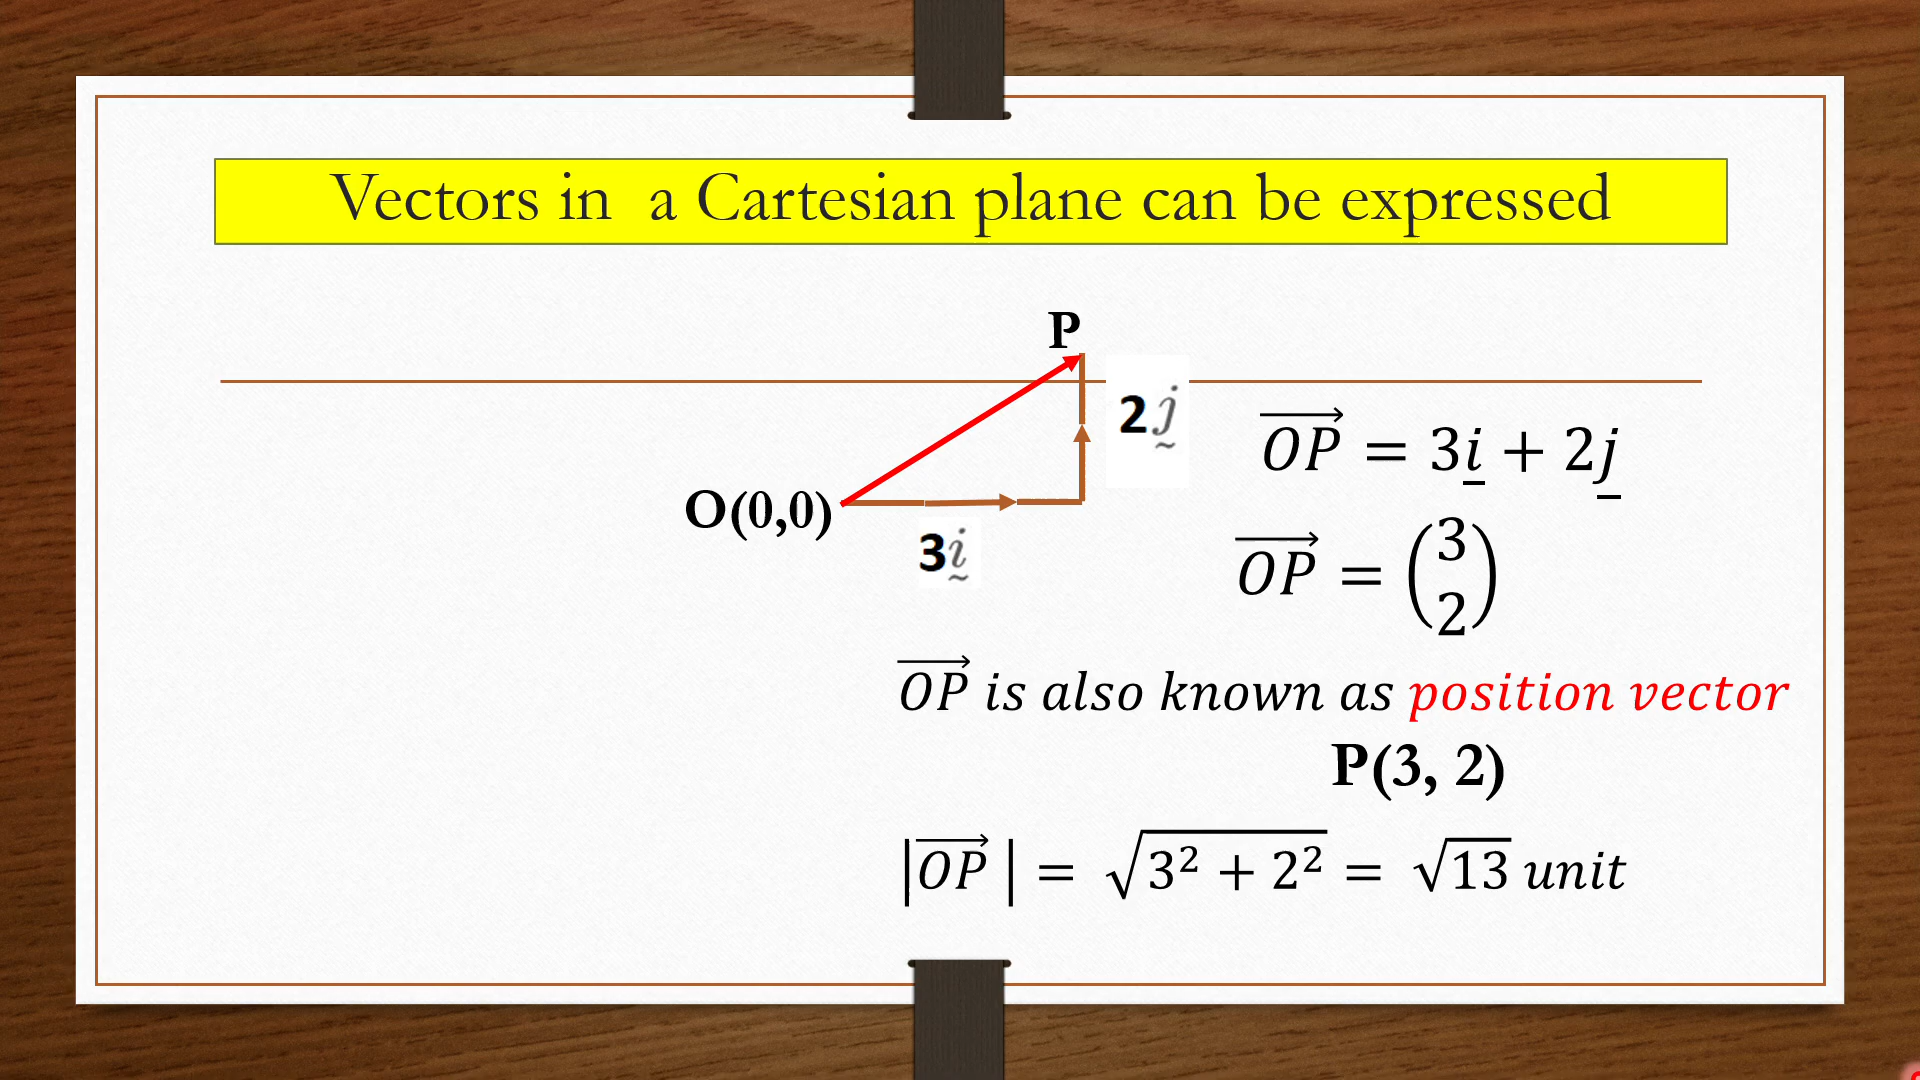 Vectors in a Cartesian plane can be expressed
P
2j
O(0,0)
3i
OP⃗ = 3i + 2j
OP⃗ = (3 2)
OP⃗ is also known as position vector
P(3, 2)
|OP⃗| = √(3² + 2²) = √13 unit